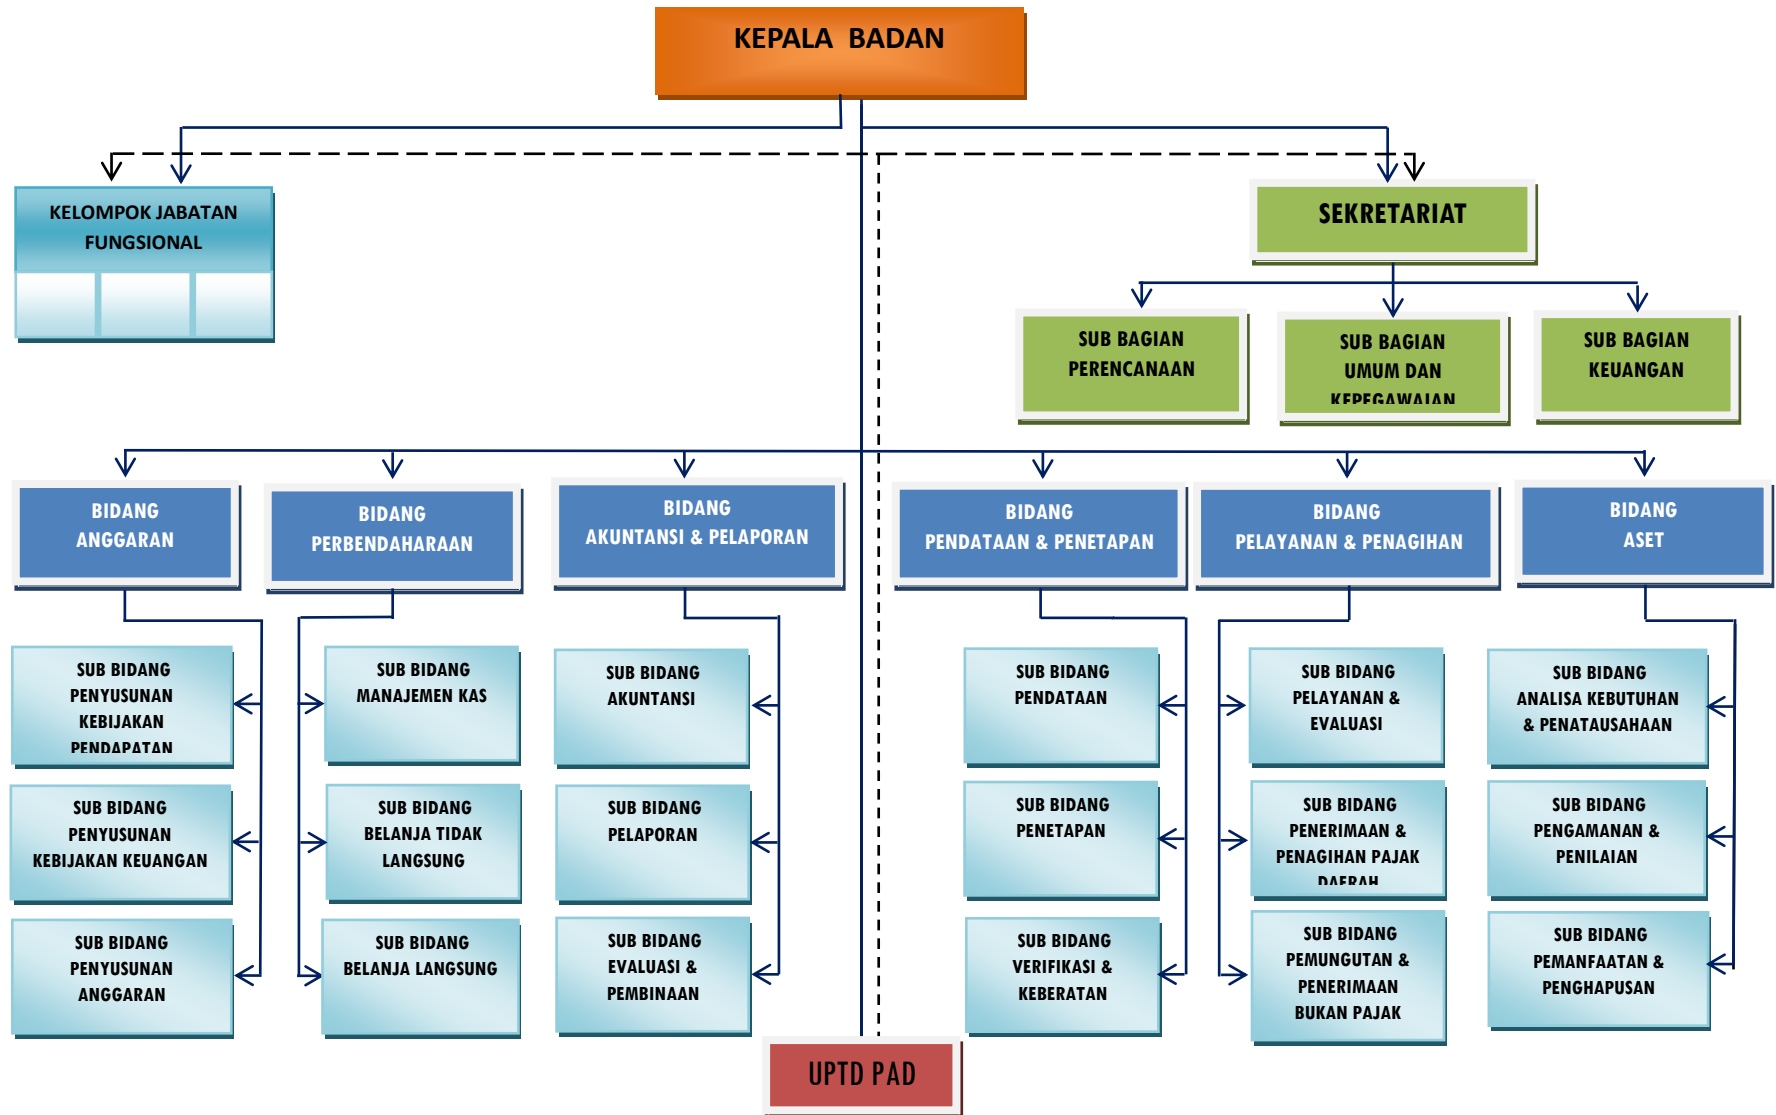 KEPALA BADAN
KELOMPOK JABATAN
FUNGSIONAL
SEKRETARIAT
SUB BAGIAN
PERENCANAAN
SUB BAGIAN
UMUM DAN
KEPEGAWAIAN
SUB BAGIAN
KEUANGAN
BIDANG
ANGGARAN
BIDANG
PERBENDAHARAAN
BIDANG
AKUNTANSI & PELAPORAN
BIDANG
PENDATAAN & PENETAPAN
BIDANG
PELAYANAN & PENAGIHAN
BIDANG
ASET
SUB BIDANG
PENYUSUNAN
KEBIJAKAN
PENDAPATAN
SUB BIDANG
MANAJEMEN KAS
SUB BIDANG
AKUNTANSI
SUB BIDANG
PENDATAAN
SUB BIDANG
PELAYANAN &
EVALUASI
SUB BIDANG
ANALISA KEBUTUHAN
& PENATAUSAHAAN
SUB BIDANG
PENYUSUNAN
KEBIJAKAN KEUANGAN
SUB BIDANG
BELANJA TIDAK
LANGSUNG
SUB BIDANG
PELAPORAN
SUB BIDANG
PENETAPAN
SUB BIDANG
PENERIMAAN &
PENAGIHAN PAJAK
DAERAH
SUB BIDANG
PENGAMANAN &
PENILAIAN
SUB BIDANG
PENYUSUNAN
ANGGARAN
SUB BIDANG
BELANJA LANGSUNG
SUB BIDANG
EVALUASI &
PEMBINAAN
SUB BIDANG
VERIFIKASI &
KEBERATAN
SUB BIDANG
PEMUNGUTAN &
PENERIMAAN
BUKAN PAJAK
SUB BIDANG
PEMANFAATAN &
PENGHAPUSAN
UPTD PAD